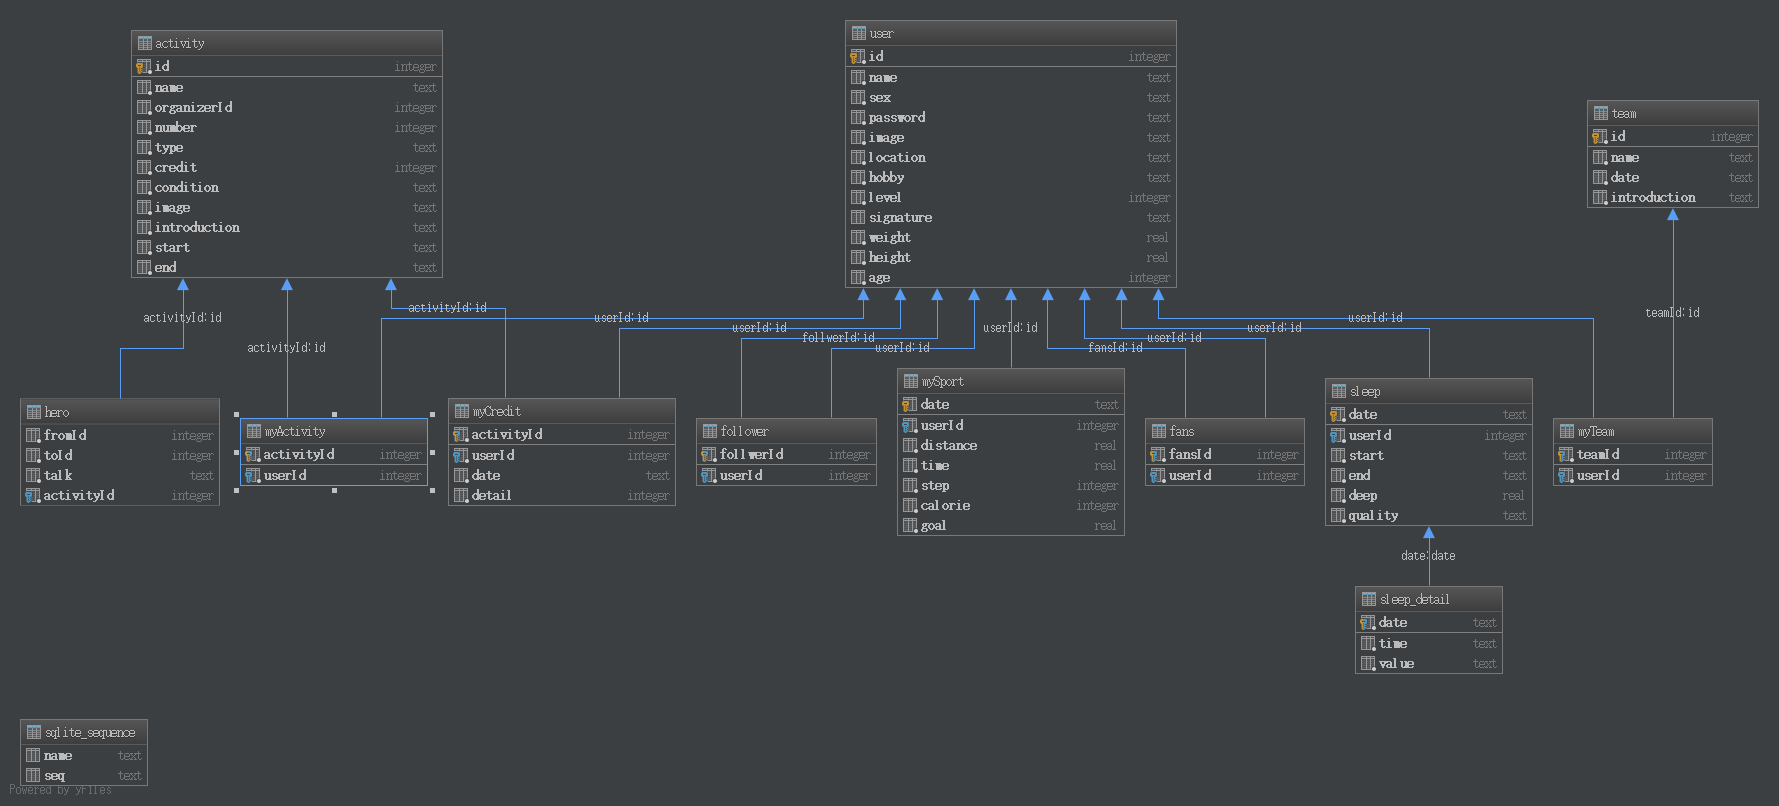 activity
id integer
name text
organizerId integer
number integer
type text
credit integer
condition text
image text
introduction text
start text
end text
user
id integer
name text
sex text
password text
image text
location text
hobby text
level integer
signature text
weight real
height real
age integer
team
id integer
name text
date text
introduction text
activityId:id
activityId:id
activityId:id
userId:id
userId:id
follwerId:id
userId:id
userId:id
fansId:id
userId:id
userId:id
userId:id
teamId:id
hero
fromId integer
toId integer
talk text
activityId integer
myActivity
activityId integer
userId integer
myCredit
activityId integer
userId integer
date text
detail integer
follower
follwerId integer
userId integer
mySport
date text
userId integer
distance real
time real
step integer
calorie integer
goal real
fans
fansId integer
userId integer
sleep
date text
userId integer
start text
end text
deep real
quality text
myTeam
teamId integer
userId integer
date:date
sleep_detail
date text
time text
value text
sqlite_sequence
name text
seq text
Powered by yFiles